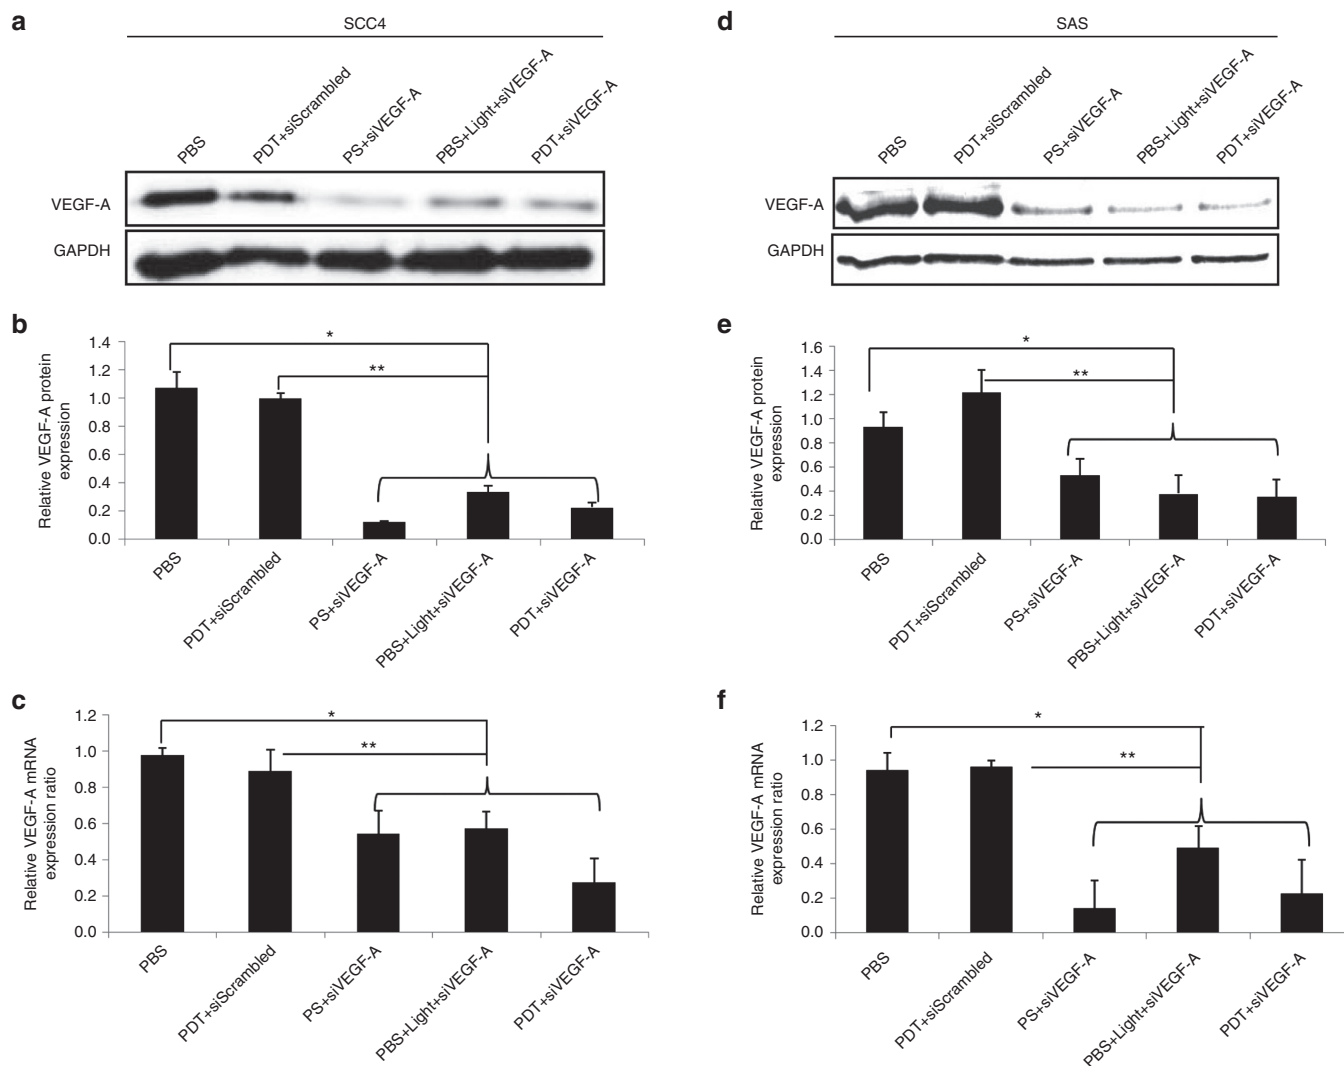 a
SCC4
PBS
PDT+siScrambled
PS+siVEGF-A
PBS+Light+siVEGF-A
PDT+siVEGF-A
VEGF-A
GAPDH
b
Relative VEGF-A protein
expression
1.4
1.2
1.0
0.8
0.6
0.4
0.2
0.0
*
**
PBS
PDT+siScrambled
PS+siVEGF-A
PBS+Light+siVEGF-A
PDT+siVEGF-A
c
Relative VEGF-A mRNA
expression ratio
1.2
1.0
0.8
0.6
0.4
0.2
0.0
*
**
PBS
PDT+siScrambled
PS+siVEGF-A
PBS+Light+siVEGF-A
PDT+siVEGF-A
d
SAS
PBS
PDT+siScrambled
PS+siVEGF-A
PBS+Light+siVEGF-A
PDT+siVEGF-A
VEGF-A
GAPDH
e
Relative VEGF-A protein
expression
1.6
1.4
1.2
1.0
0.8
0.6
0.4
0.2
0.0
*
**
PBS
PDT+siScrambled
PS+siVEGF-A
PBS+Light+siVEGF-A
PDT+siVEGF-A
f
Relative VEGF-A mRNA
expression ratio
1.2
1.0
0.8
0.6
0.4
0.2
0.0
*
**
PBS
PDT+siScrambled
PS+siVEGF-A
PBS+Light+siVEGF-A
PDT+siVEGF-A